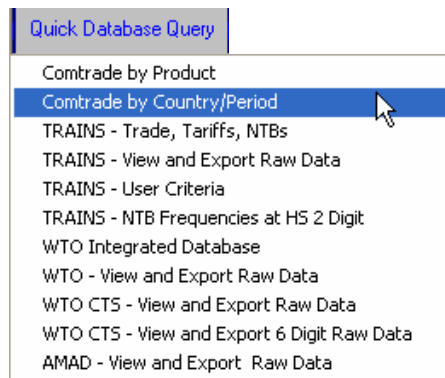 Quick Database Query
Comtrade by Product
Comtrade by Country/Period
TRAINS - Trade, Tariffs, NTBs
TRAINS - View and Export Raw Data
TRAINS - User Criteria
TRAINS - NTB Frequencies at HS 2 Digit
WTO Integrated Database
WTO - View and Export Raw Data
WTO CTS - View and Export Raw Data
WTO CTS - View and Export 6 Digit Raw Data
AMAD - View and Export Raw Data